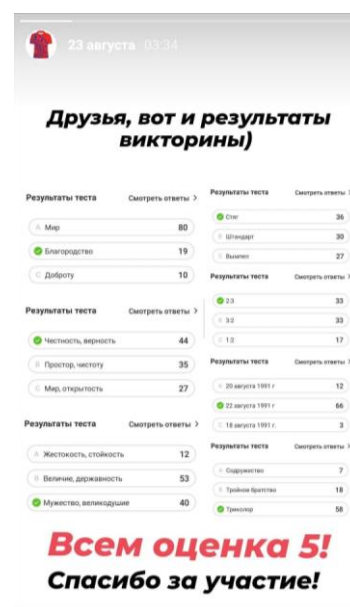 23 августа 03:34
Друзья, вот и результаты
викторины)
Результаты теста Смотреть ответы >
A Мир 80
Благородство 19
C Доброту 10
Результаты теста Смотреть ответы >
Честность, верность 44
B Простор, чистоту 35
C Мир, открытость 27
Результаты теста Смотреть ответы >
A Жестокость, стойкость 12
B Величие, державность 53
Мужество, великодушие 40
Результаты теста Смотреть ответы >
Стяг 36
B Штандарт 30
C Вымпел 27
Результаты теста Смотреть ответы >
2:3 33
B 3:2 33
C 1:2 17
Результаты теста Смотреть ответы >
A 20 августа 1991 г 12
22 августа 1991 г 66
C 18 августа 1991 г. 3
Результаты теста Смотреть ответы >
A Содружество 7
B Тройное братство 18
Триколор 58
Всем оценка 5!
Спасибо за участие!